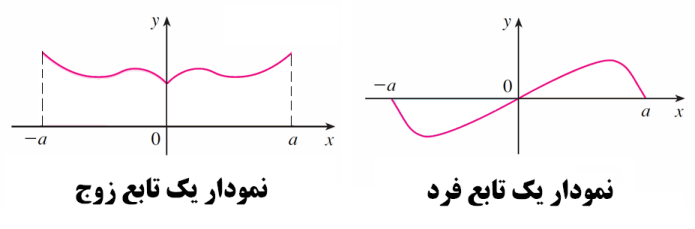 y
−a
0
a
x
نمودار یک تابع زوج
y
−a
0
a
x
نمودار یک تابع فرد